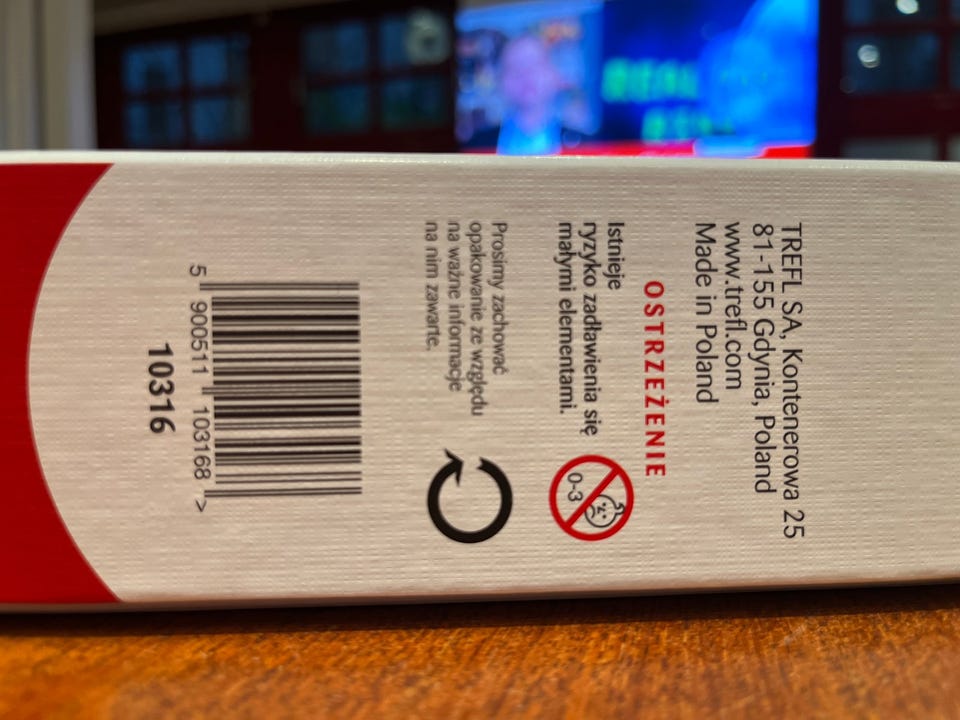 TREFL SA, Kontenerowa 25
81-155 Gdynia, Poland
www.trefl.com
Made in Poland
OSTRZEŻENIE
Istnieje
ryzyko zadławienia się
małymi elementami.
0-3
Prosimy zachować
opakowanie ze względu
na ważne informacje
na nim zawarte.
5 900511 103168 >
10316